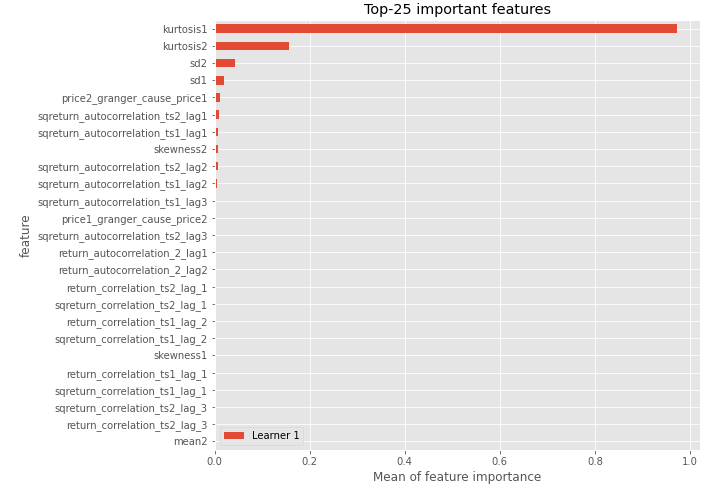 Top-25 important features
kurtosis1
kurtosis2
sd2
sd1
price2_granger_cause_price1
sqreturn_autocorrelation_ts2_lag1
sqreturn_autocorrelation_ts1_lag1
skewness2
sqreturn_autocorrelation_ts2_lag2
sqreturn_autocorrelation_ts1_lag2
sqreturn_autocorrelation_ts1_lag3
price1_granger_cause_price2
sqreturn_autocorrelation_ts2_lag3
return_autocorrelation_2_lag1
return_autocorrelation_2_lag2
return_correlation_ts2_lag_1
sqreturn_correlation_ts2_lag_1
return_correlation_ts1_lag_2
sqreturn_correlation_ts1_lag_2
skewness1
return_correlation_ts1_lag_1
sqreturn_correlation_ts1_lag_1
sqreturn_correlation_ts2_lag_3
return_correlation_ts2_lag_3
mean2
feature
Learner 1
0.0 0.2 0.4 0.6 0.8 1.0
Mean of feature importance